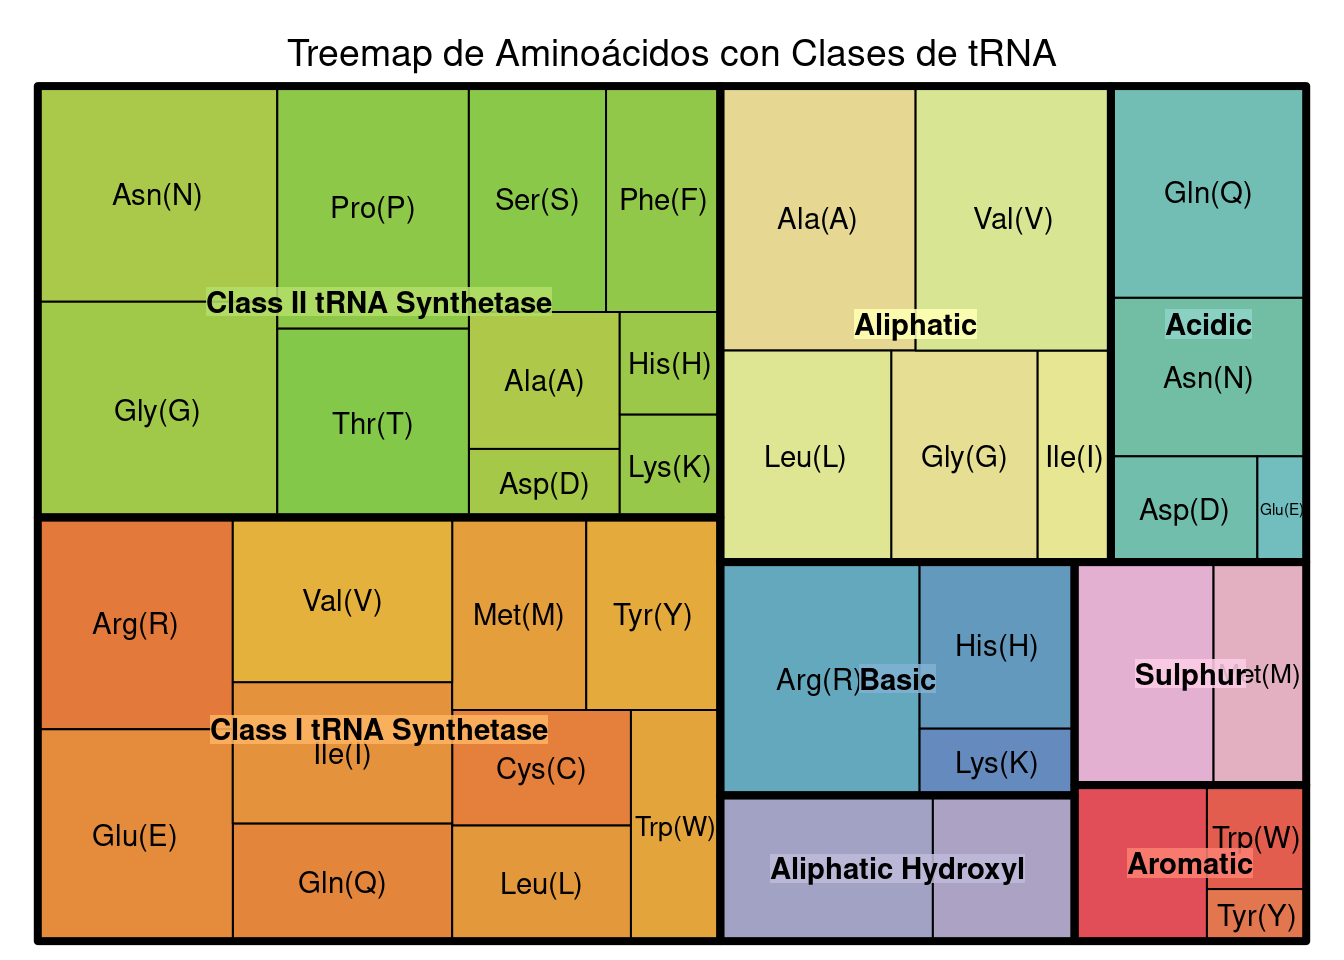 Treemap de Aminoácidos con Clases de tRNA
Asn(N)
Pro(P)
Ser(S)
Phe(F)
Class II tRNA Synthetase
Gly(G)
Thr(T)
Ala(A)
His(H)
Asp(D)
Lys(K)
Ala(A)
Val(V)
Aliphatic
Leu(L)
Gly(G)
Ile(I)
Gln(Q)
Acidic
Asn(N)
Asp(D)
Glu(E)
Arg(R)
Val(V)
Met(M)
Tyr(Y)
Class I tRNA Synthetase
Ile(I)
Cys(C)
Glu(E)
Gln(Q)
Leu(L)
Trp(W)
Arg(R)
Basic
His(H)
Lys(K)
Sulphur
Aliphatic Hydroxyl
Trp(W)
Aromatic
Tyr(Y)